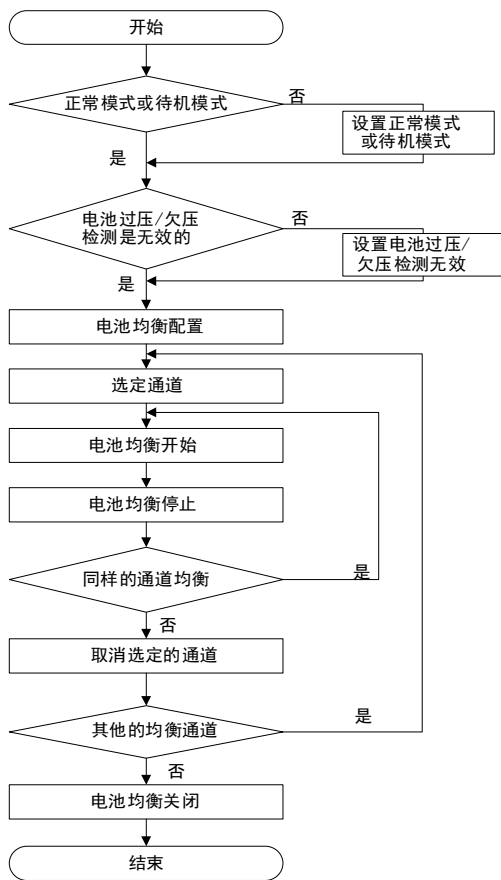 开始
正常模式或待机模式
否
设置正常模式
或待机模式
是
电池过压/欠压
检测是无效的
否
设置电池过压/
欠压检测无效
是
电池均衡配置
选定通道
电池均衡开始
电池均衡停止
同样的通道均衡
是
否
取消选定的通道
其他的均衡通道
是
否
电池均衡关闭
结束